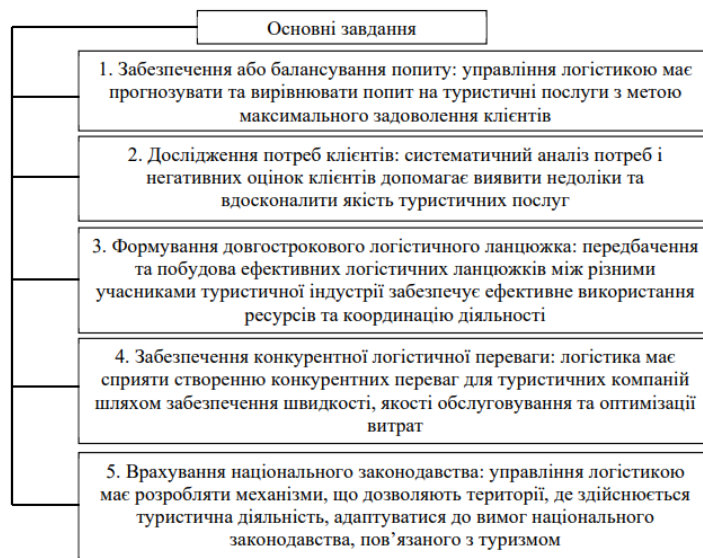 Основні завдання
1. Забезпечення або балансування попиту: управління логістикою має
прогнозувати та вирівнювати попит на туристичні послуги з метою
максимального задоволення клієнтів
2. Дослідження потреб клієнтів: систематичний аналіз потреб і
негативних оцінок клієнтів допомагає виявити недоліки та
вдосконалити якість туристичних послуг
3. Формування довгострокового логістичного ланцюжка: передбачення
та побудова ефективних логістичних ланцюжків між різними
учасниками туристичної індустрії забезпечує ефективне використання
ресурсів та координацію діяльності
4. Забезпечення конкурентної логістичної переваги: логістика має
сприяти створенню конкурентних переваг для туристичних компаній
шляхом забезпечення швидкості, якості обслуговування та оптимізації
витрат
5. Врахування національного законодавства: управління логістикою
має розробляти механізми, що дозволяють території, де здійснюється
туристична діяльність, адаптуватися до вимог національного
законодавства, пов’язаного з туризмом